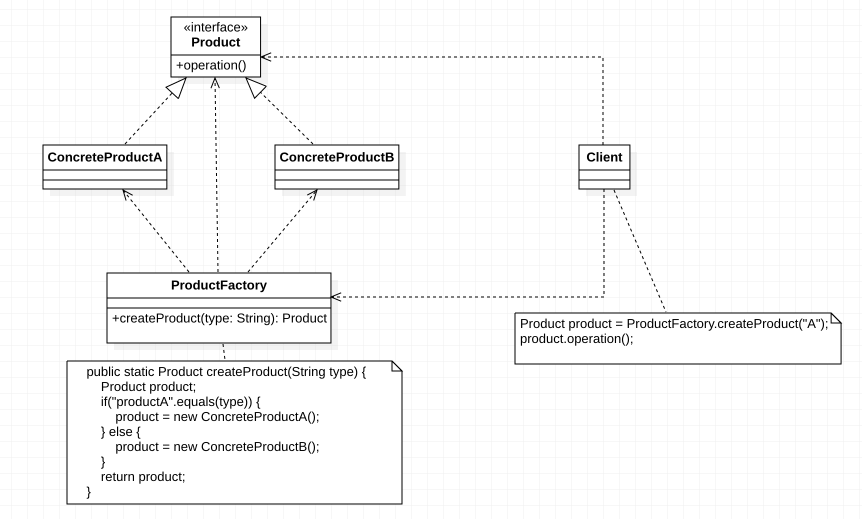 «interface»
Product
+operation()
ConcreteProductA
ConcreteProductB
Client
ProductFactory
+createProduct(type: String): Product
Product product = ProductFactory.createProduct("A");
product.operation();
public static Product createProduct(String type) {
Product product;
if("productA".equals(type)) {
product = new ConcreteProductA();
} else {
product = new ConcreteProductB();
}
return product;
}